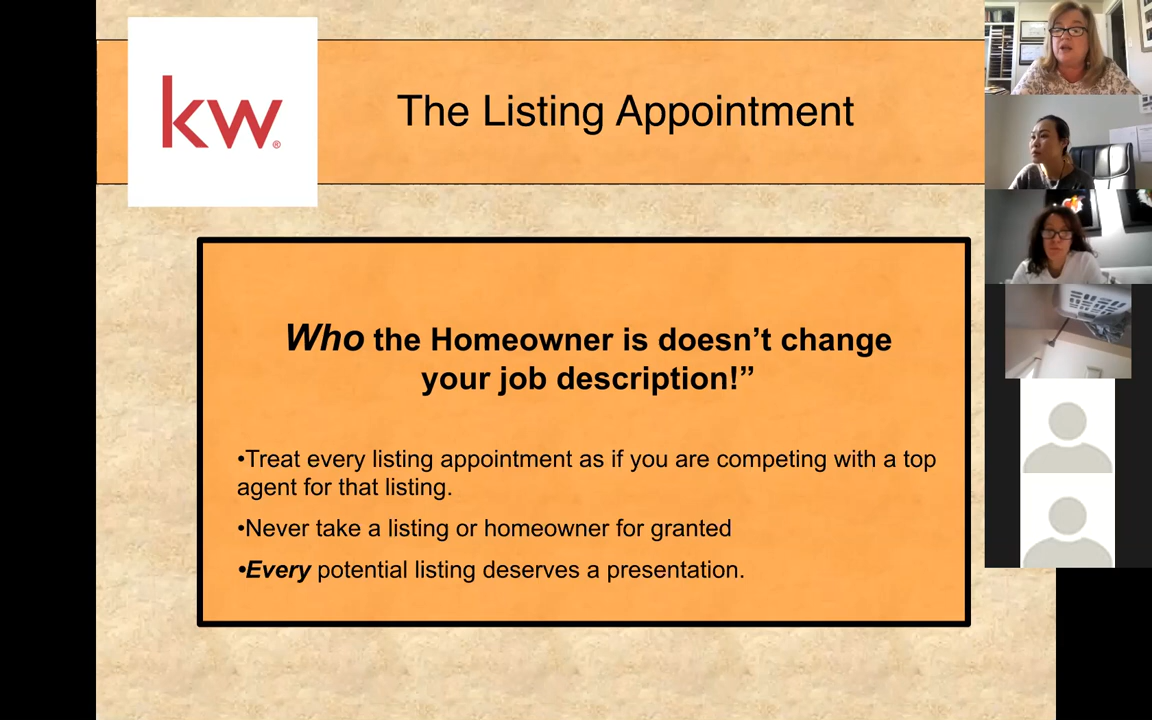 kw®
The Listing Appointment
Who the Homeowner is doesn’t change
your job description!”
•Treat every listing appointment as if you are competing with a top
agent for that listing.
•Never take a listing or homeowner for granted
•Every potential listing deserves a presentation.